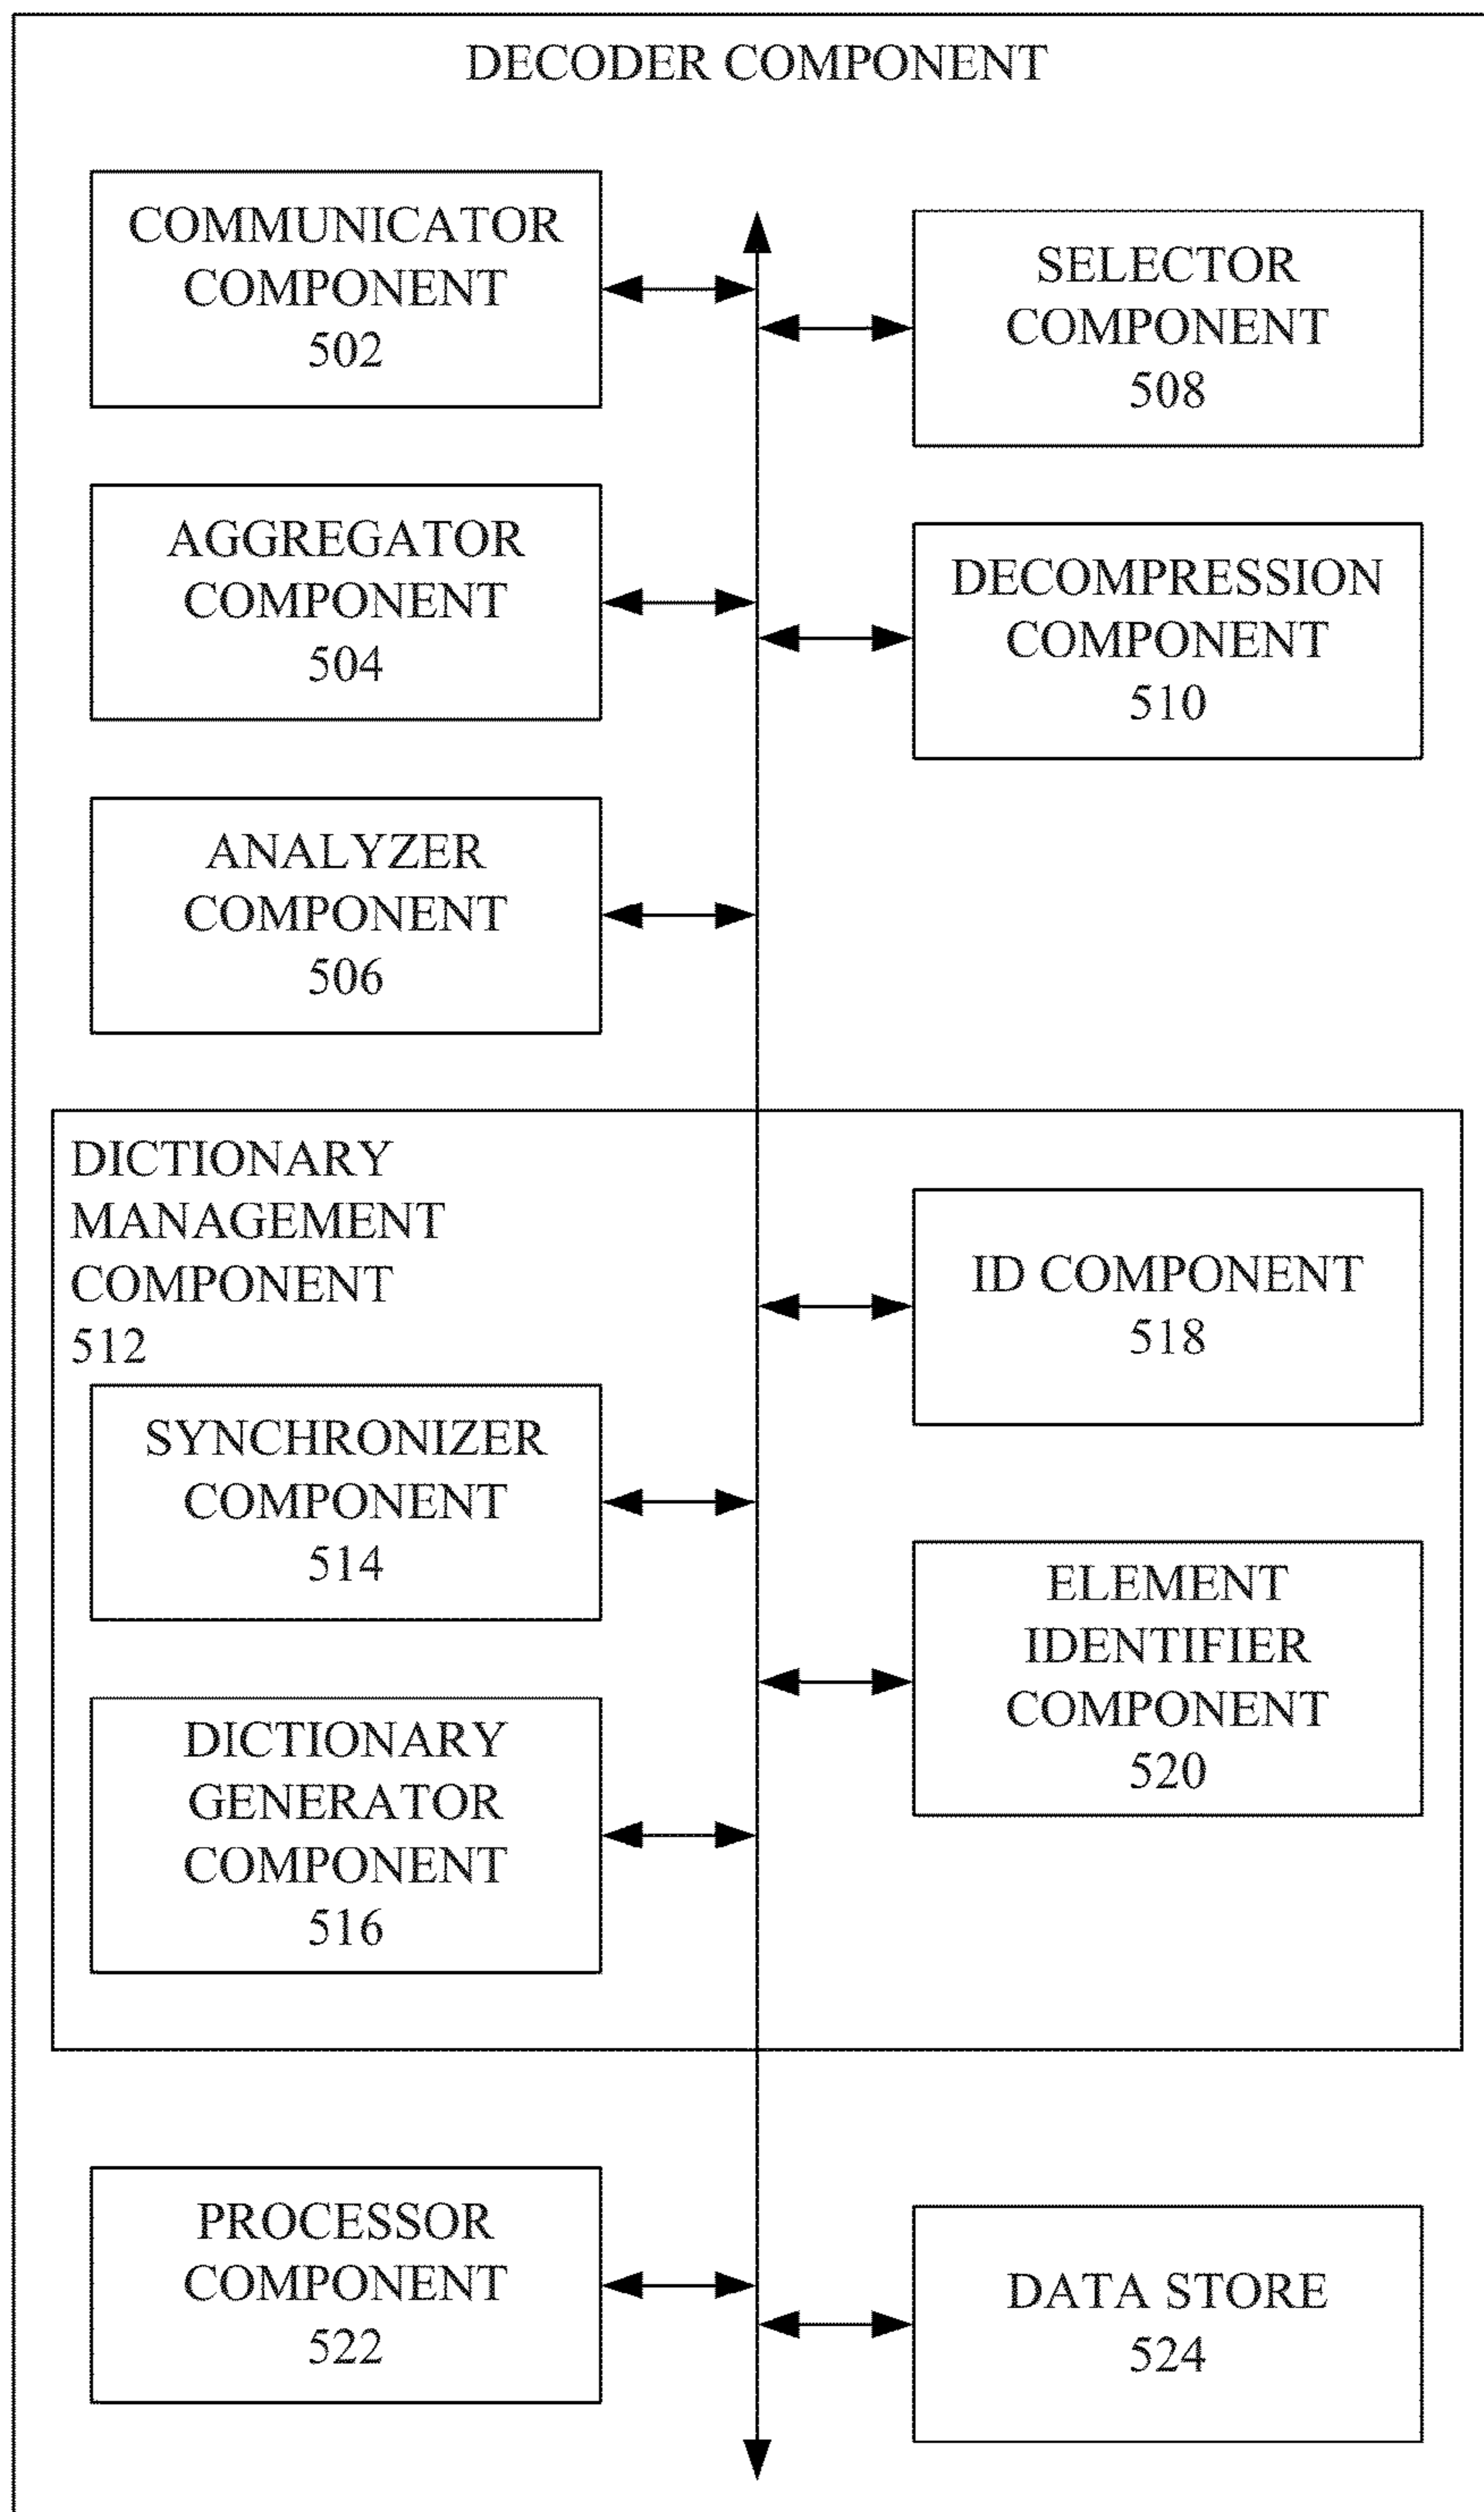 DECODER COMPONENT
COMMUNICATOR
COMPONENT
502
SELECTOR
COMPONENT
508
AGGREGATOR
COMPONENT
504
DECOMPRESSION
COMPONENT
510
ANALYZER
COMPONENT
506
DICTIONARY
MANAGEMENT
COMPONENT
512
ID COMPONENT
518
SYNCHRONIZER
COMPONENT
514
ELEMENT
IDENTIFIER
COMPONENT
520
DICTIONARY
GENERATOR
COMPONENT
516
PROCESSOR
COMPONENT
522
DATA STORE
524